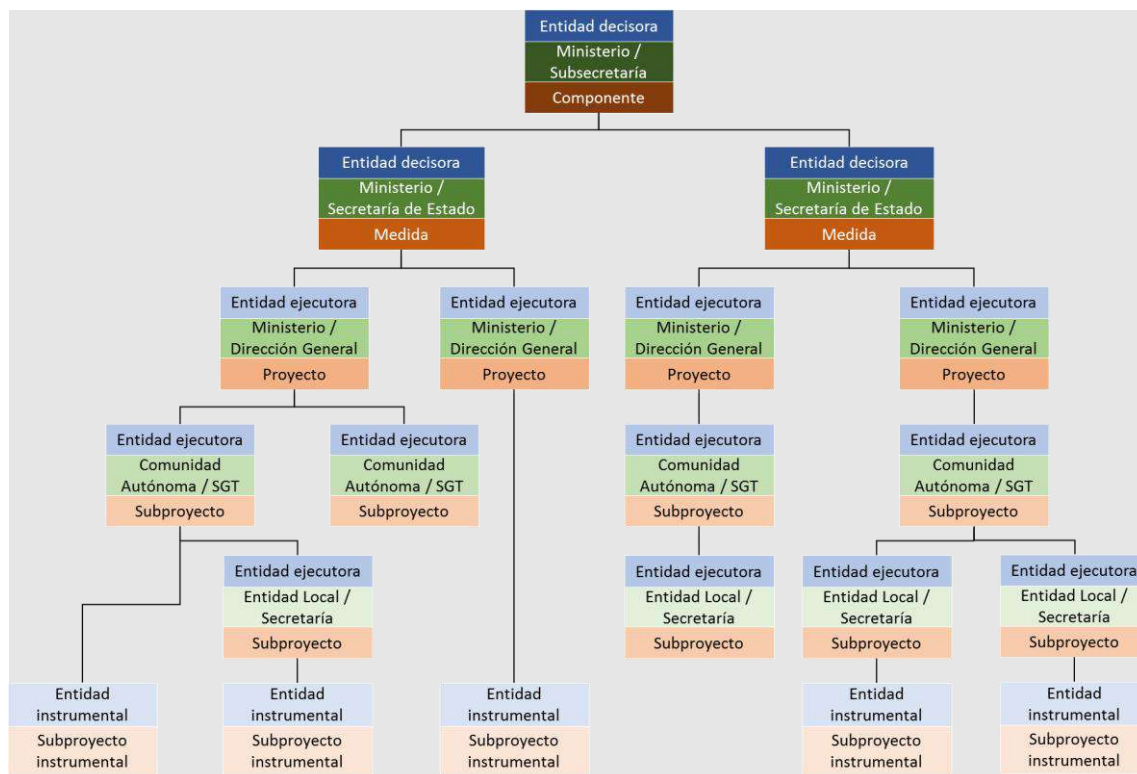 Entidad decisora
Ministerio /
Subsecretaría
Componente
Entidad decisora
Ministerio /
Secretaría de Estado
Medida
Entidad decisora
Ministerio /
Secretaría de Estado
Medida
Entidad ejecutora
Ministerio /
Dirección General
Proyecto
Entidad ejecutora
Ministerio /
Dirección General
Proyecto
Entidad ejecutora
Ministerio /
Dirección General
Proyecto
Entidad ejecutora
Ministerio /
Dirección General
Proyecto
Entidad ejecutora
Comunidad
Autónoma / SGT
Subproyecto
Entidad ejecutora
Comunidad
Autónoma / SGT
Subproyecto
Entidad ejecutora
Comunidad
Autónoma / SGT
Subproyecto
Entidad ejecutora
Comunidad
Autónoma / SGT
Subproyecto
Entidad ejecutora
Entidad Local /
Secretaría
Subproyecto
Entidad ejecutora
Entidad Local /
Secretaría
Subproyecto
Entidad ejecutora
Entidad Local /
Secretaría
Subproyecto
Entidad ejecutora
Entidad Local /
Secretaría
Subproyecto
Entidad
instrumental
Subproyecto
instrumental
Entidad
instrumental
Subproyecto
instrumental
Entidad
instrumental
Subproyecto
instrumental
Entidad
instrumental
Subproyecto
instrumental
Entidad
instrumental
Subproyecto
instrumental